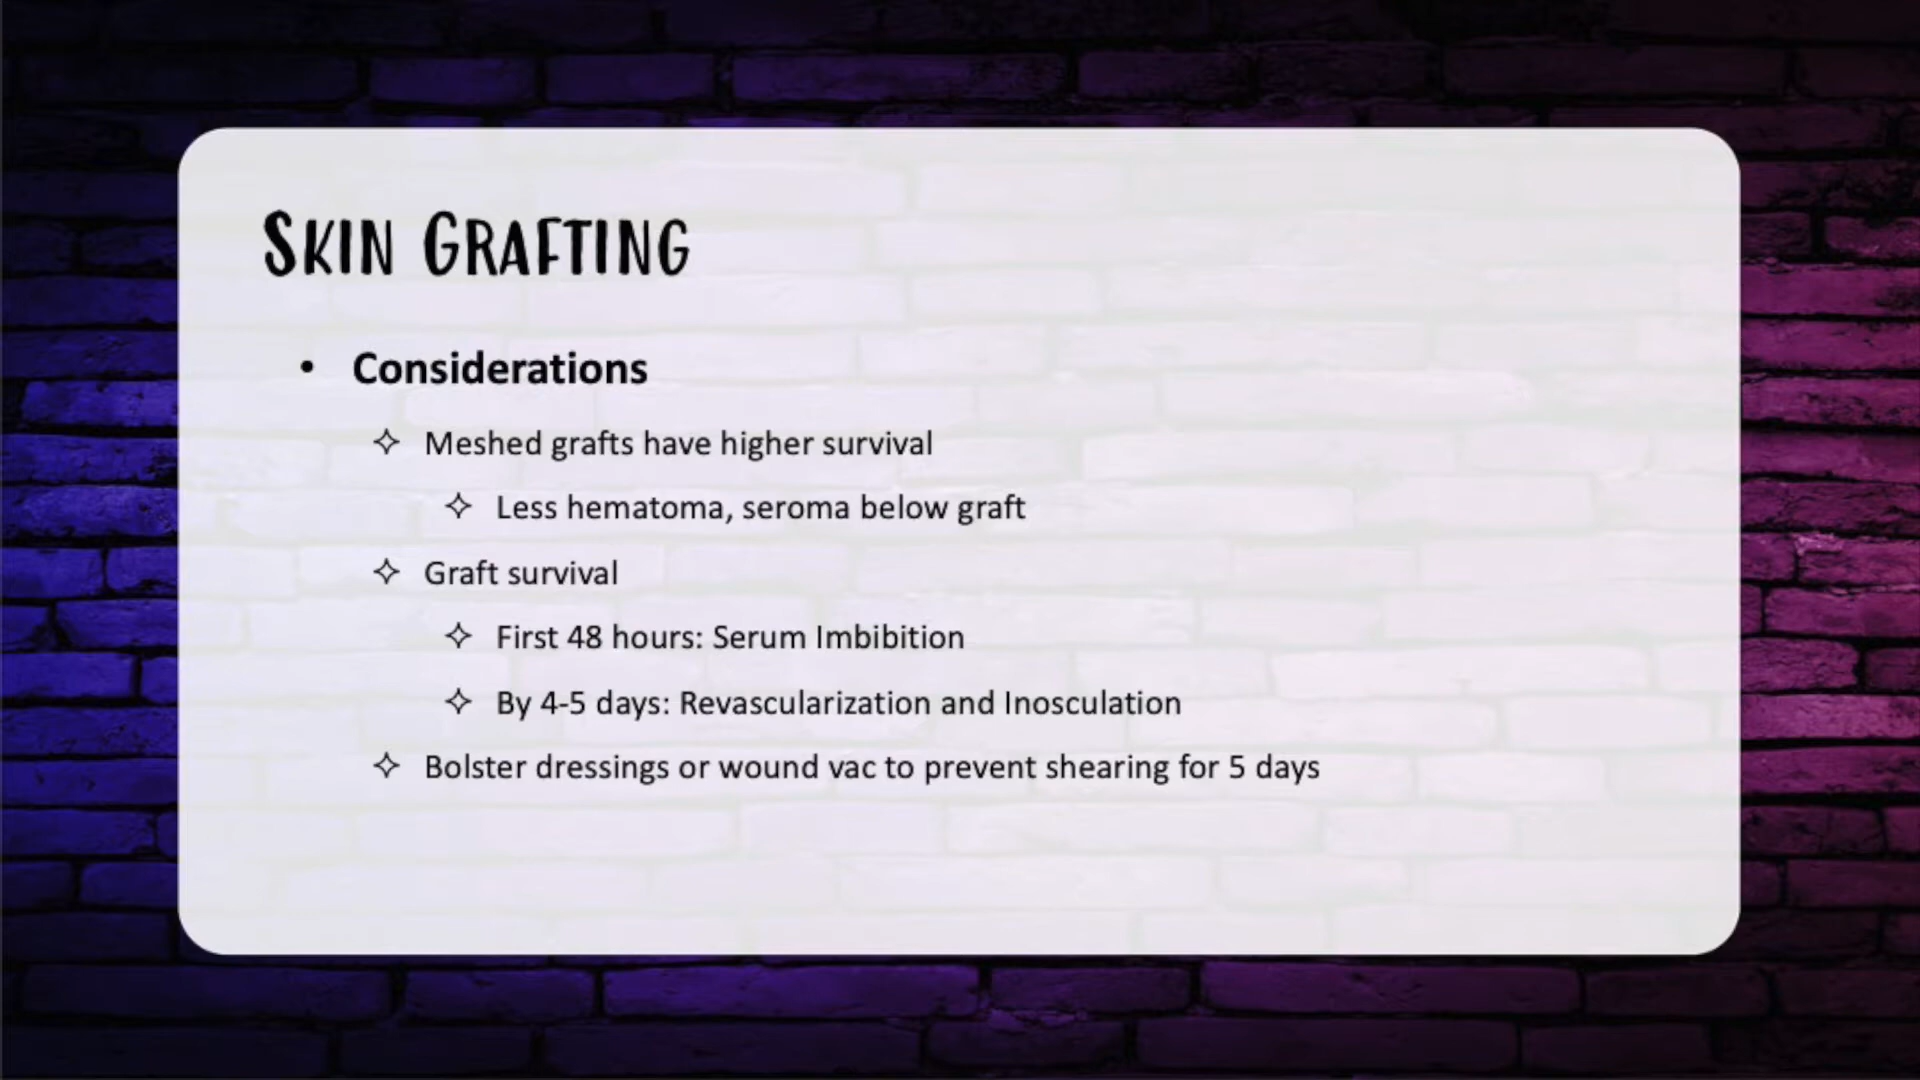 Skin Grafting
• Considerations
✧ Meshed grafts have higher survival
✧ Less hematoma, seroma below graft
✧ Graft survival
✧ First 48 hours: Serum Imbibition
✧ By 4-5 days: Revascularization and Inosculation
✧ Bolster dressings or wound vac to prevent shearing for 5 days